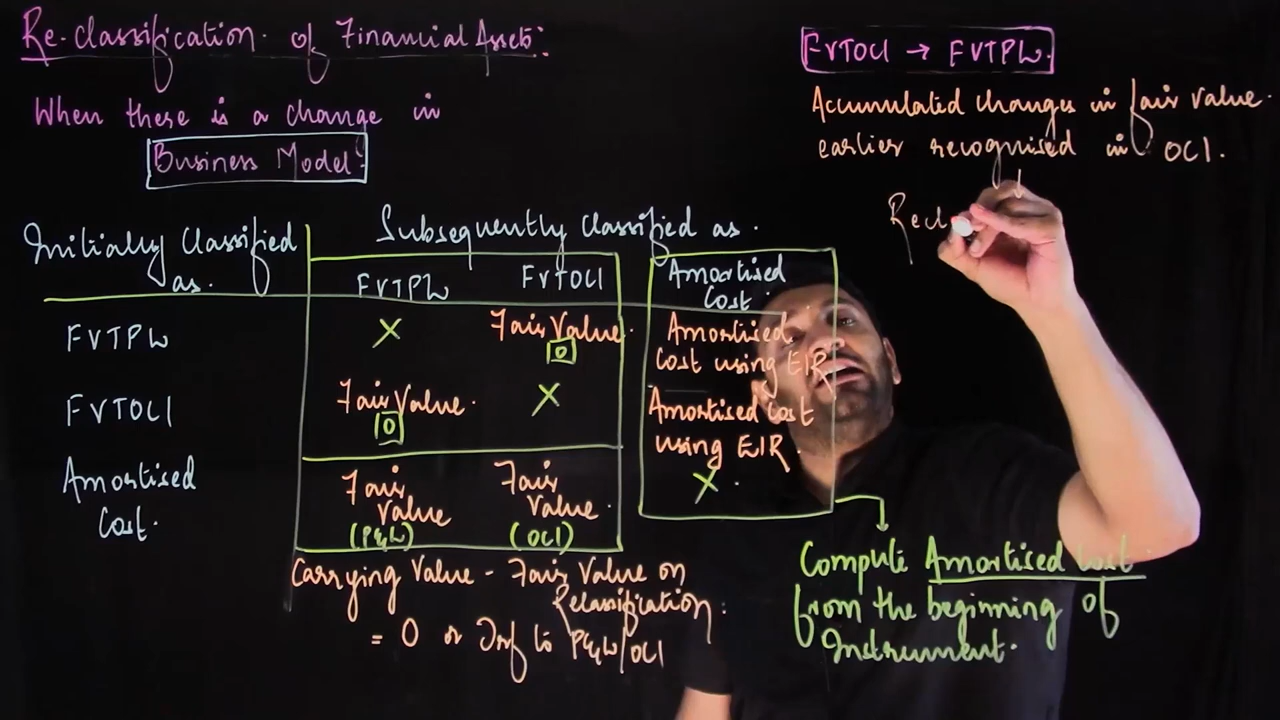 Re-classification of Financial Assets:
When there is a change in
Business Model:
Initially Classified as.
Subsequently Classified as.
FVTPL
FVTOCI
Amortised Cost.
FVTPL
X
Fair Value.
0
Amortised Cost using EIR
FVTOCI
Fair Value.
0
X
Amortised Cost using EIR.
Amortised Cost.
Fair Value (P&L)
Fair Value. (OCI)
X.
Carrying Value - Fair Value on
Reclassification.
= 0 or Trf to P&L/OCI
FVTOCI → FVTPL.
Accumulated Changes in fair value.
earlier recognised in OCI.
Recl
Compute Amortised Cost
from the beginning of
Instrument.